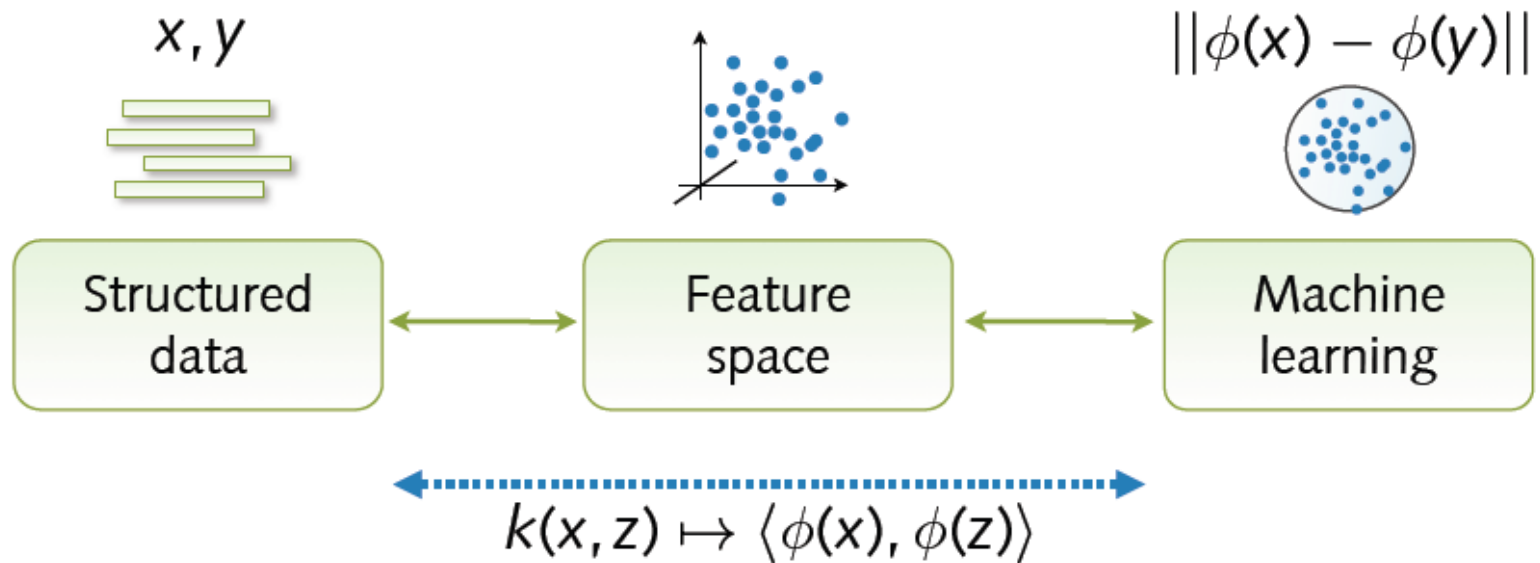 x, y
||ϕ(x) − ϕ(y)||
Structured
data
Feature
space
Machine
learning
k(x, z) ↦ ⟨ϕ(x), ϕ(z)⟩